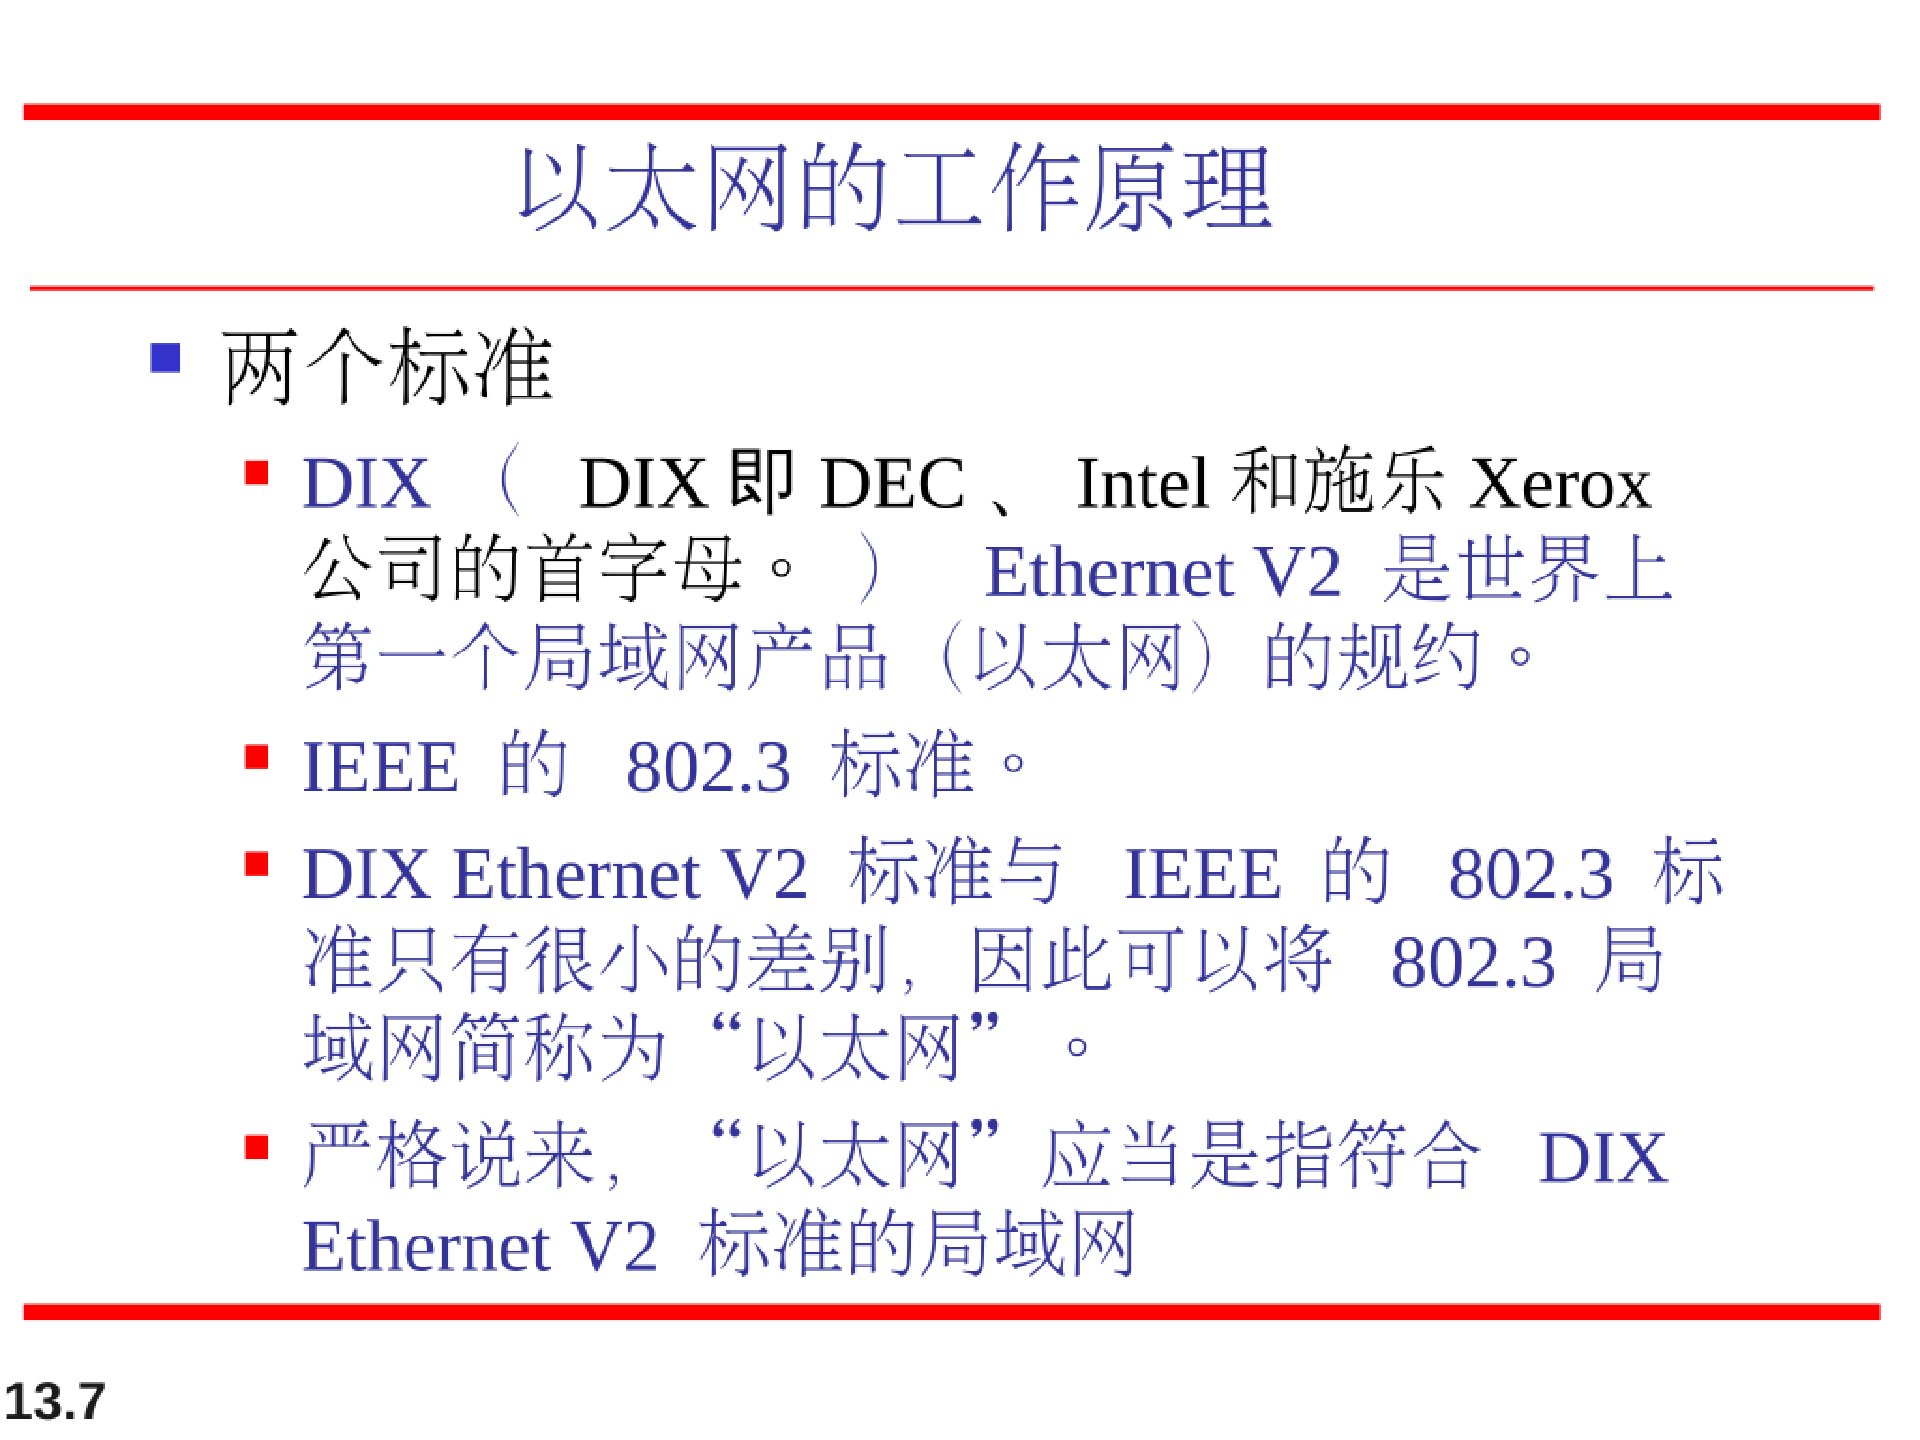 以太网的工作原理
两个标准
DIX （ DIX 即 DEC 、 Intel 和施乐 Xerox
公司的首字母。 ） Ethernet V2 是世界上
第一个局域网产品（以太网）的规约。
IEEE 的 802.3 标准。
DIX Ethernet V2 标准与 IEEE 的 802.3 标
准只有很小的差别，因此可以将 802.3 局
域网简称为“以太网”。
严格说来，“以太网”应当是指符合 DIX
Ethernet V2 标准的局域网
13.7